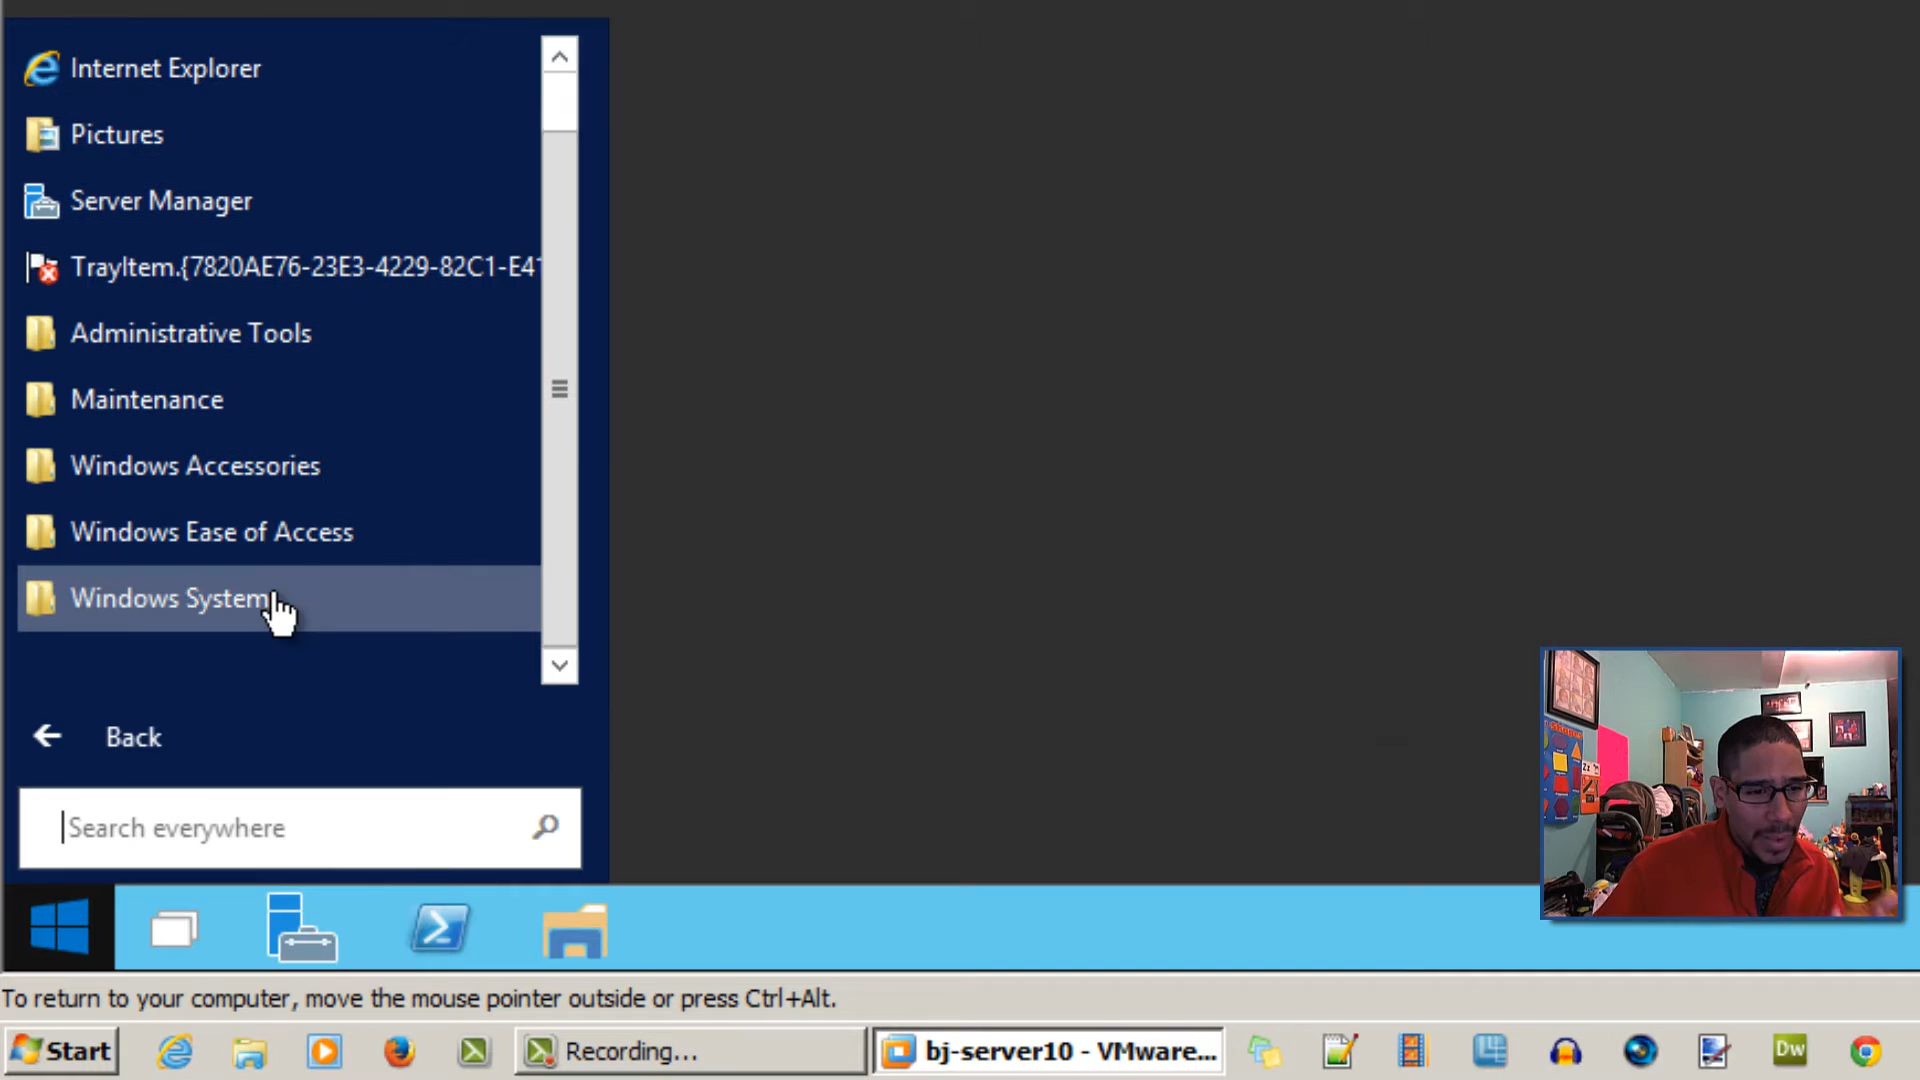 Internet Explorer
Pictures
Server Manager
TrayItem.{7820AE76-23E3-4229-82C1-E41
Administrative Tools
Maintenance
Windows Accessories
Windows Ease of Access
Windows System
Back
Search everywhere
To return to your computer, move the mouse pointer outside or press Ctrl+Alt.
Start
Recording...
bj-server10 - VMware...
Dw